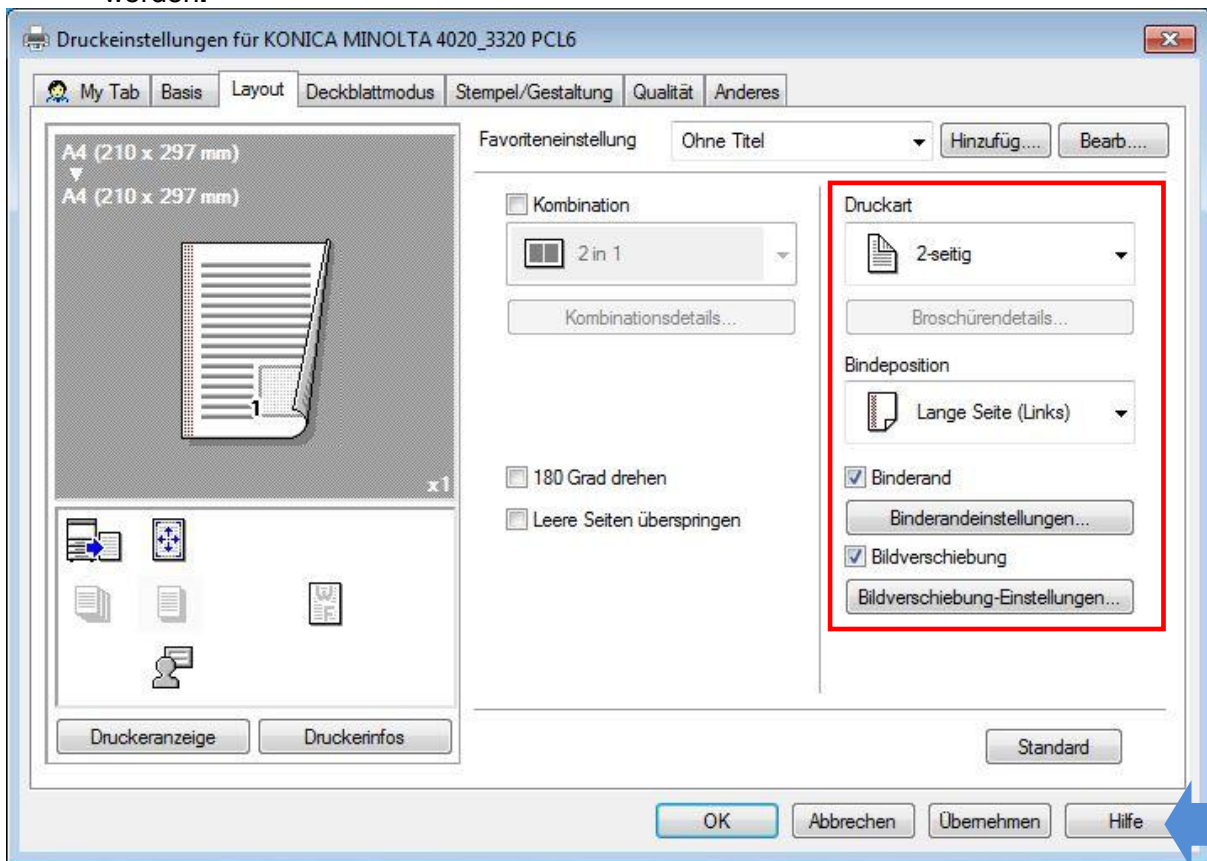 werden.
Druckeinstellungen für KONICA MINOLTA 4020_3320 PCL6
My Tab Basis Layout Deckblattmodus Stempel/Gestaltung Qualität Anderes
A4 (210 x 297 mm)
A4 (210 x 297 mm)
1
x1
W
F
Druckeranzeige Druckerinfos
Favoriteneinstellung Ohne Titel Hinzufüg.... Bearb....
Kombination
2 in 1
Kombinationsdetails...
180 Grad drehen
Leere Seiten überspringen
Druckart
2-seitig
Broschürendetails...
Bindeposition
Lange Seite (Links)
Binderand
Binderandeinstellungen...
Bildverschiebung
Bildverschiebung-Einstellungen...
Standard
OK Abbrechen Übernehmen Hilfe